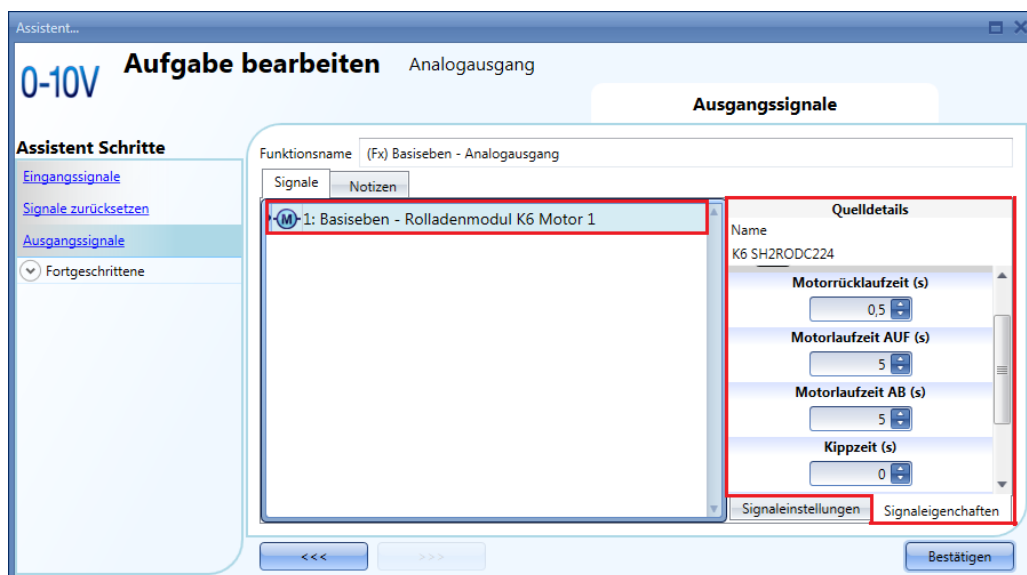 Assistent...
0-10V
Aufgabe bearbeiten Analogausgang
Ausgangssignale
Assistent Schritte
Eingangssignale
Signale zurücksetzen
Ausgangssignale
Fortgeschrittene
Funktionsname (Fx) Basiseben - Analogausgang
Signale Notizen
M 1: Basiseben - Rolladenmodul K6 Motor 1
Quelldetails
Name
K6 SH2RODC224
Motorrücklaufzeit (s)
0,5
Motorlaufzeit AUF (s)
5
Motorlaufzeit AB (s)
5
Kippzeit (s)
0
Signaleinstellungen Signaleigenchaften
<<< >>> Bestätigen